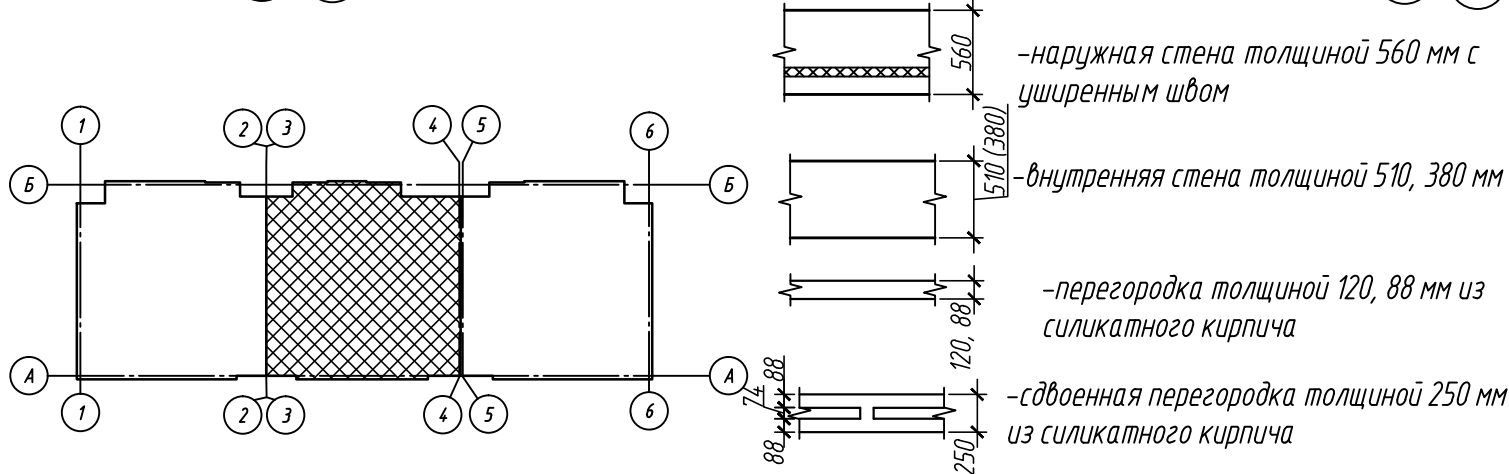 1
2
3
4
5
6
Б
Б
А
А
1
2
3
4
5
6
560
-наружная стена толщиной 560 мм с
уширенным швом
510 (380)
-внутренняя стена толщиной 510, 380 мм
120, 88
-перегородка толщиной 120, 88 мм из
силикатного кирпича
88
74
88
250
-сдвоенная перегородка толщиной 250 мм
из силикатного кирпича